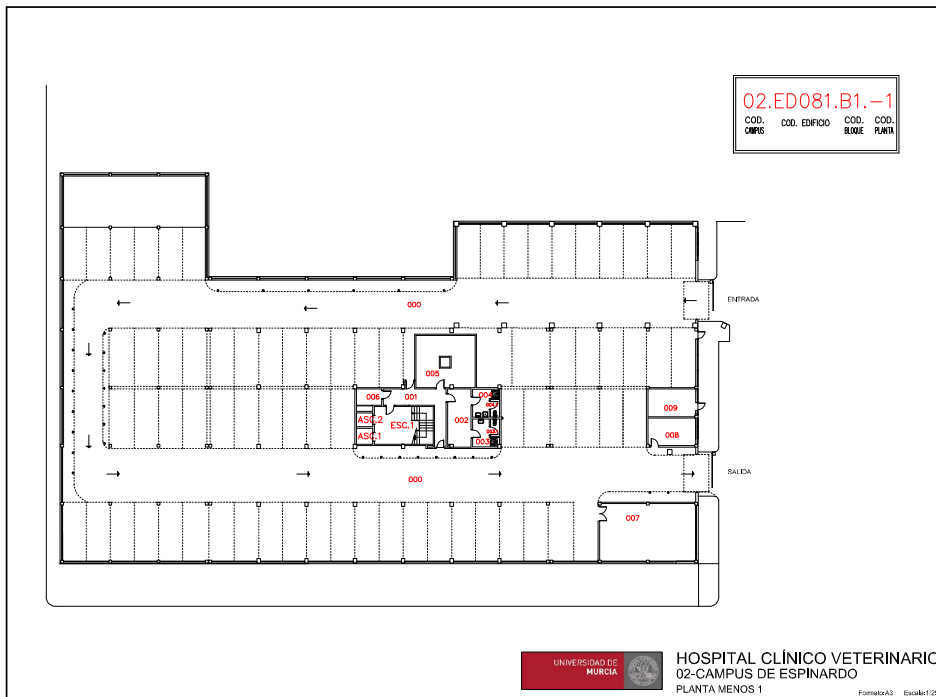 02.ED081.B1.-1
COD. CAMPUS
COD. EDIFICIO
COD. BLOQUE
COD. PLANTA
ENTRADA
000
005
006
001
004
009
ASC.2
ESC.1
002
008
ASC.1
003
SALIDA
000
007
UNIVERSIDAD DE
MURCIA
HOSPITAL CLÍNICO VETERINARIO
02-CAMPUS DE ESPINARDO
PLANTA MENOS 1
Formato:A3